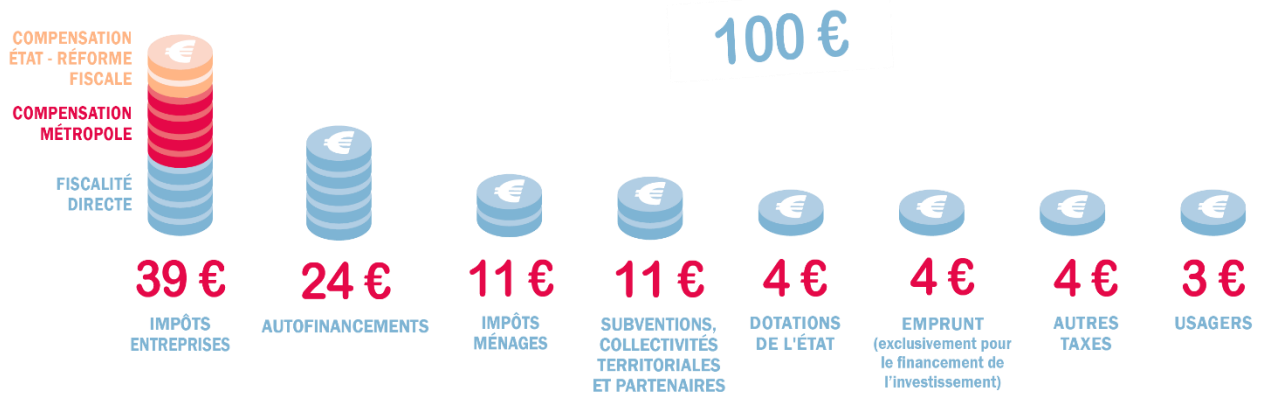 100 €
COMPENSATION
ÉTAT - RÉFORME
FISCALE
COMPENSATION
MÉTROPOLE
FISCALITÉ
DIRECTE
39 €
IMPÔTS
ENTREPRISES
24 €
AUTOFINANCEMENTS
11 €
IMPÔTS
MÉNAGES
11 €
SUBVENTIONS,
COLLECTIVITÉS
TERRITORIALES
ET PARTENAIRES
4 €
DOTATIONS
DE L'ÉTAT
4 €
EMPRUNT
(exclusivement pour
le financement de
l'investissement)
4 €
AUTRES
TAXES
3 €
USAGERS